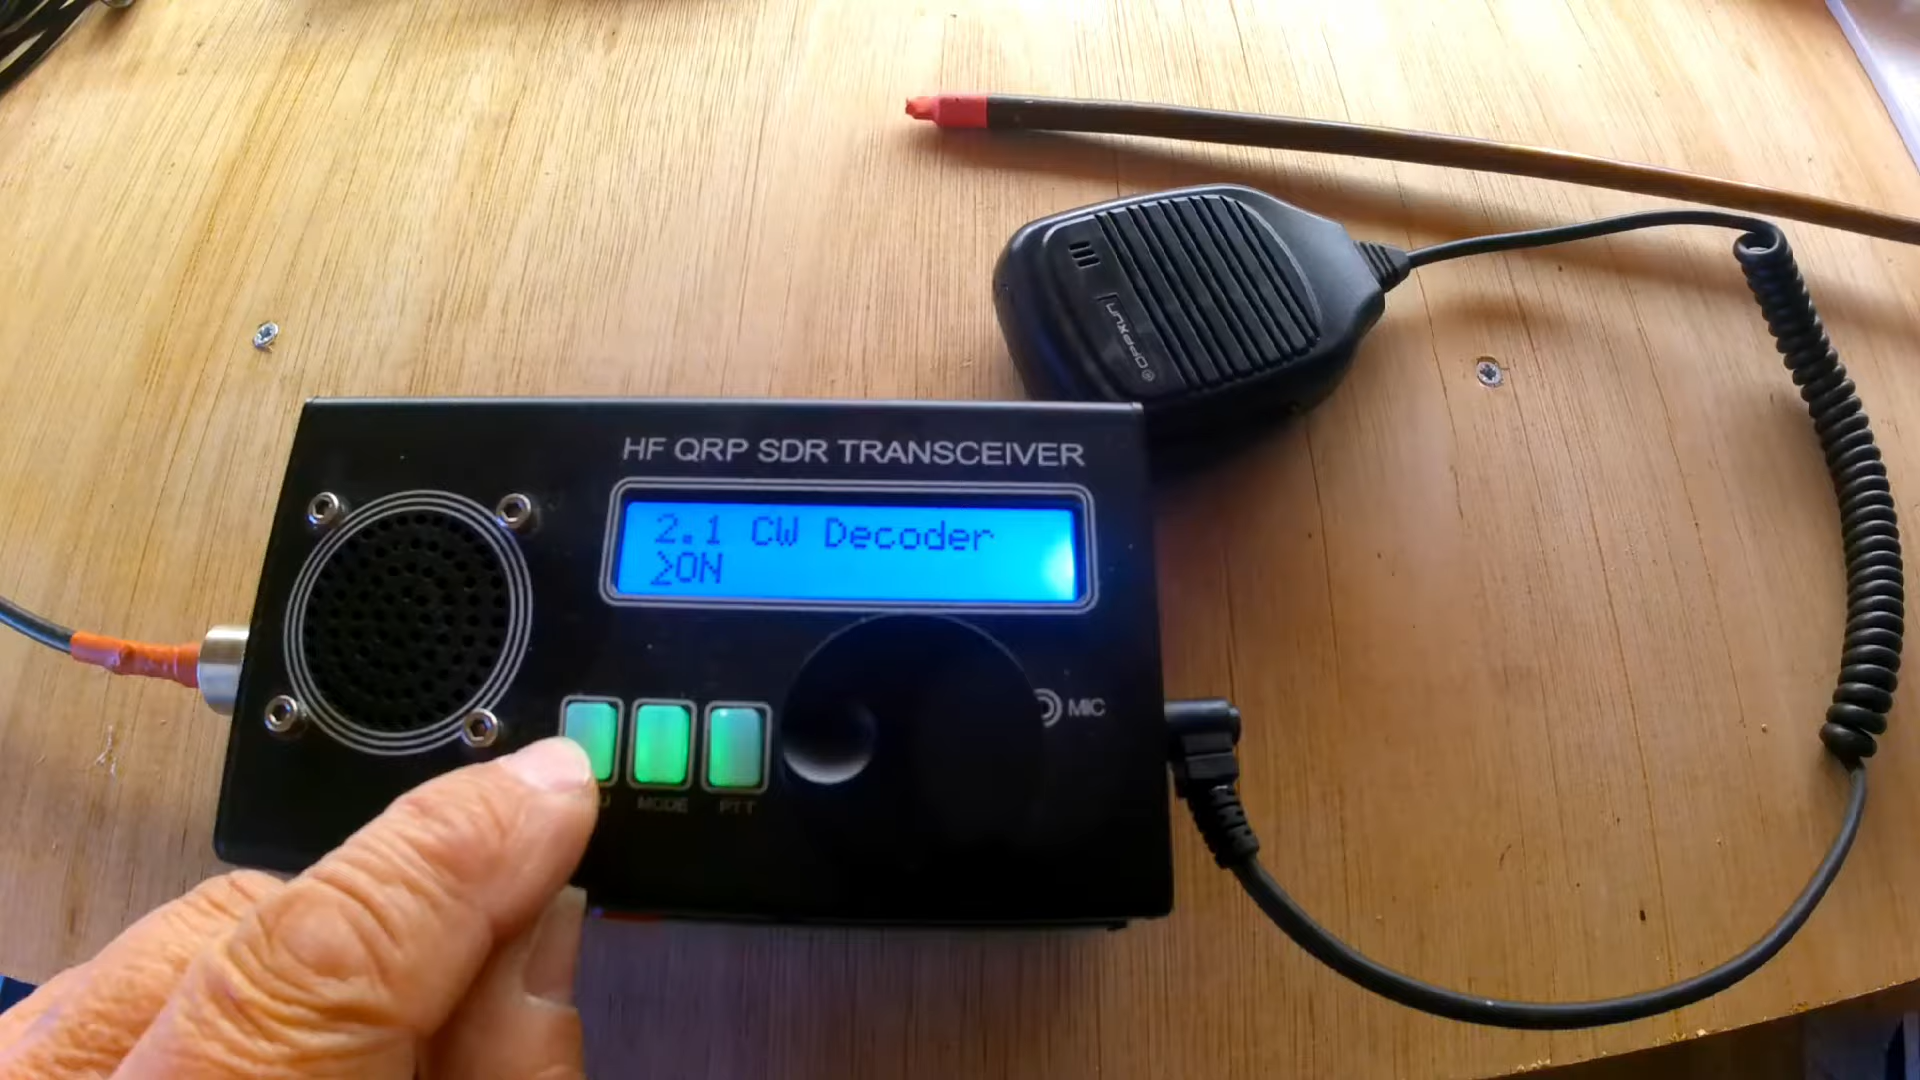 HF QRP SDR TRANSCEIVER
2.1 CW Decoder
>ON
MIC
MODE
PTT